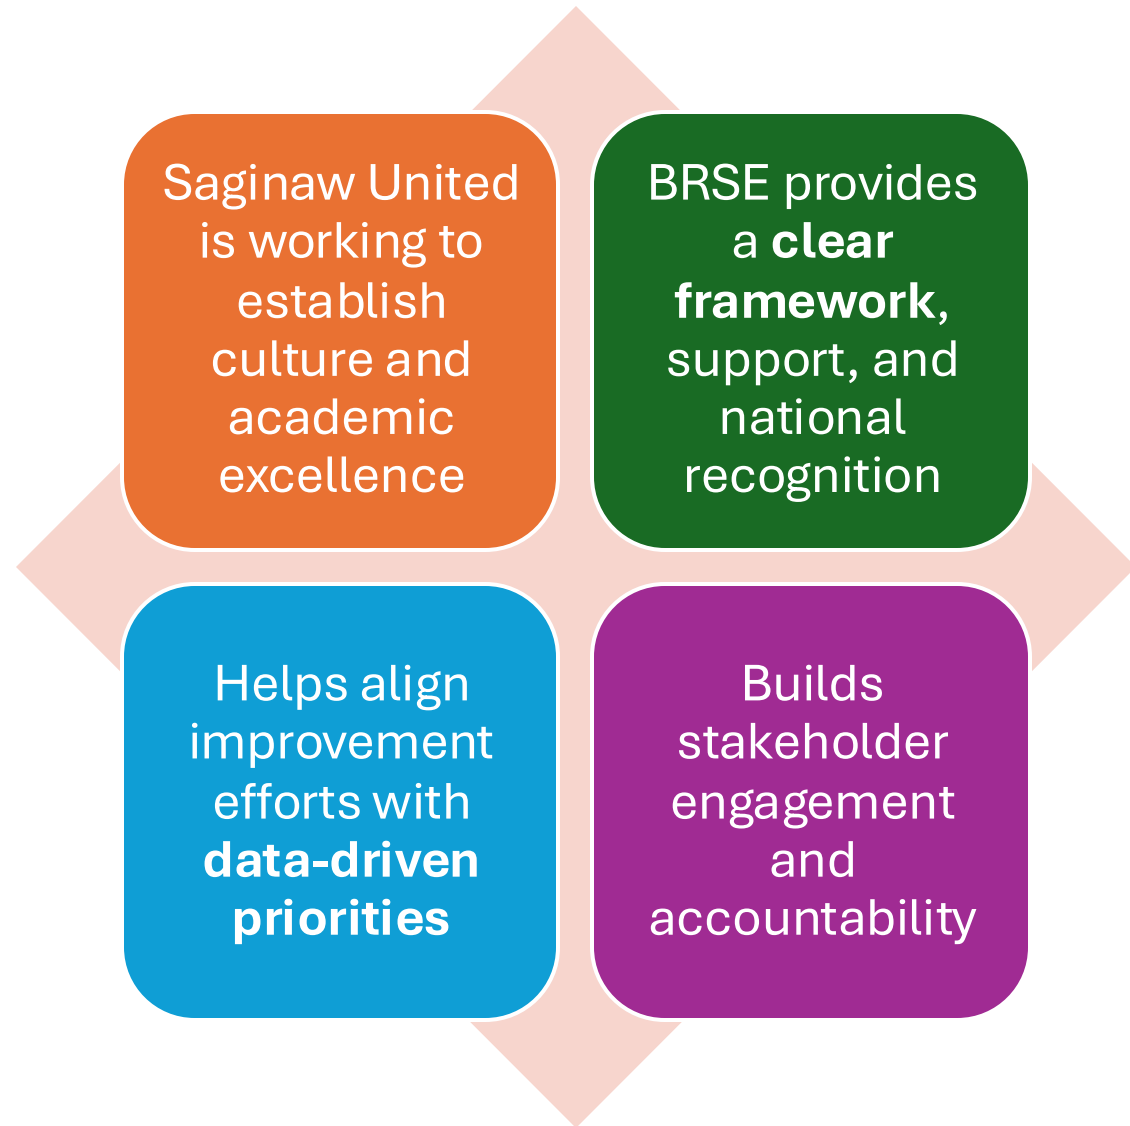 Saginaw United
is working to
establish
culture and
academic
excellence
BRSE provides
a clear
framework,
support, and
national
recognition
Helps align
improvement
efforts with
data-driven
priorities
Builds
stakeholder
engagement
and
accountability